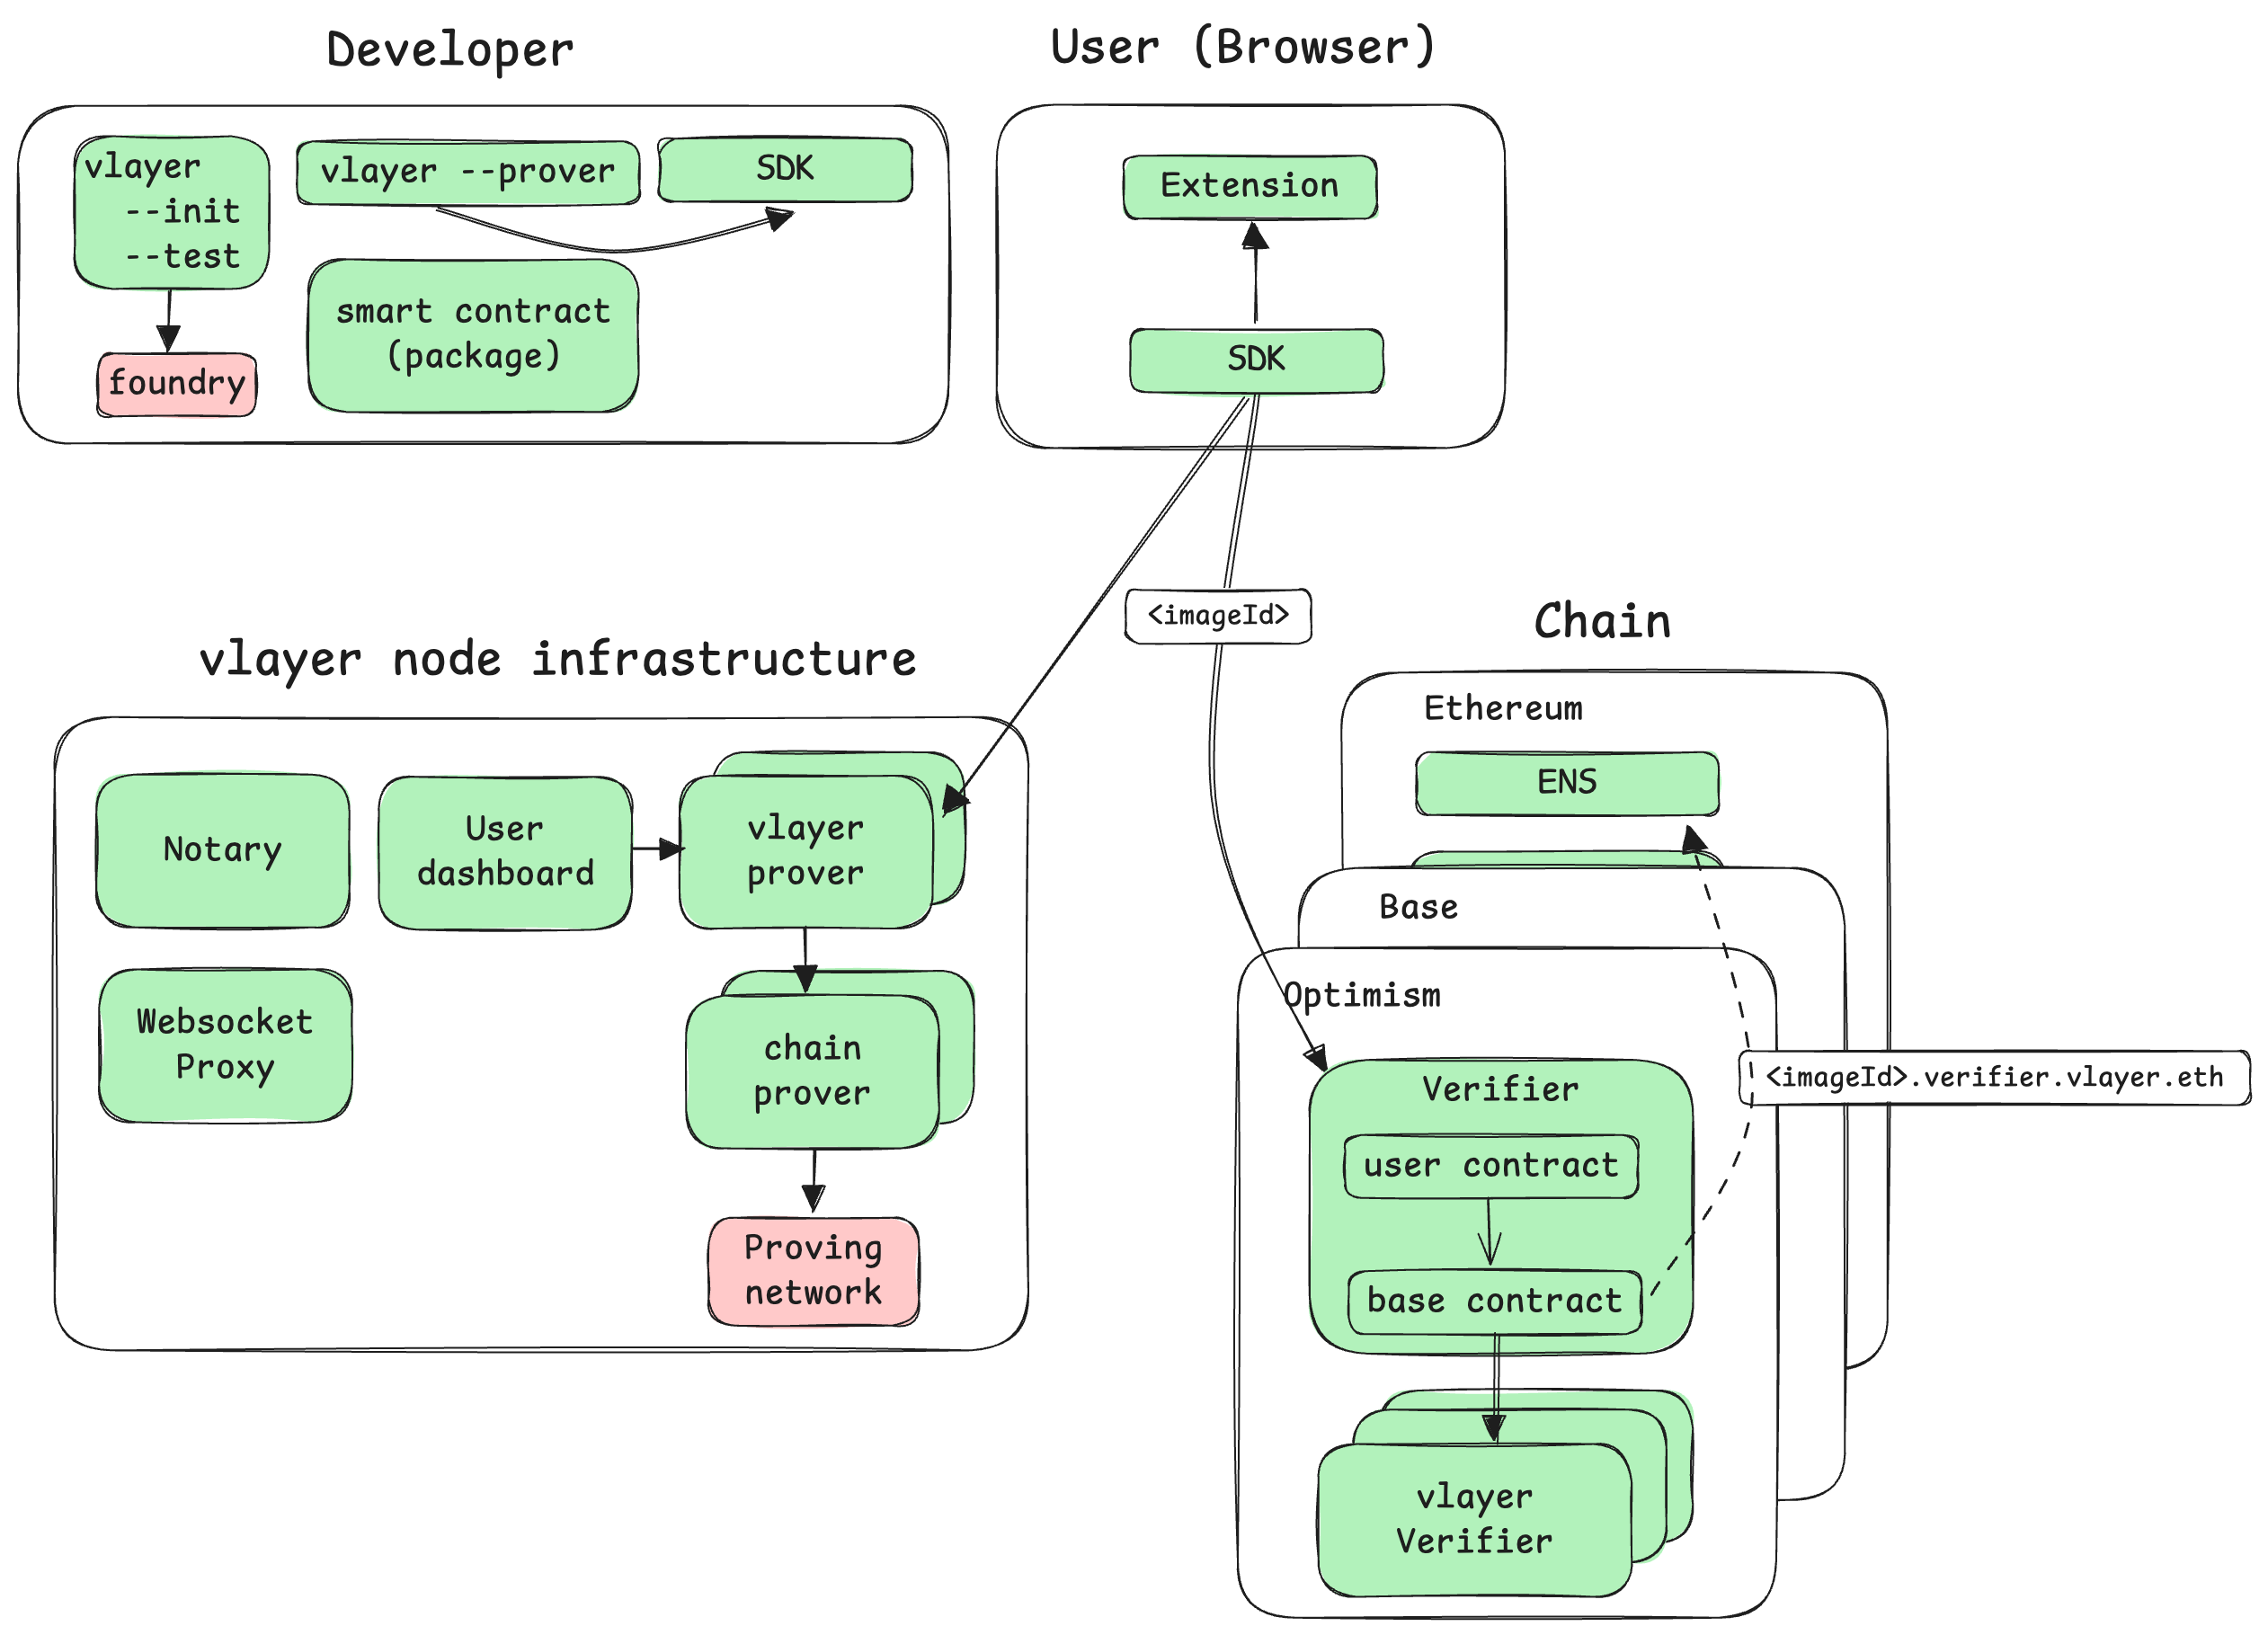 Developer
vlayer
--init
--test
vlayer --prover
SDK
smart contract
(package)
foundry
User (Browser)
Extension
SDK
<imageId>
vlayer node infrastructure
Notary
User
dashboard
vlayer
prover
Websocket
Proxy
chain
prover
Proving
network
Chain
Ethereum
ENS
Base
Optimism
Verifier
user contract
base contract
<imageId>.verifier.vlayer.eth
vlayer
Verifier